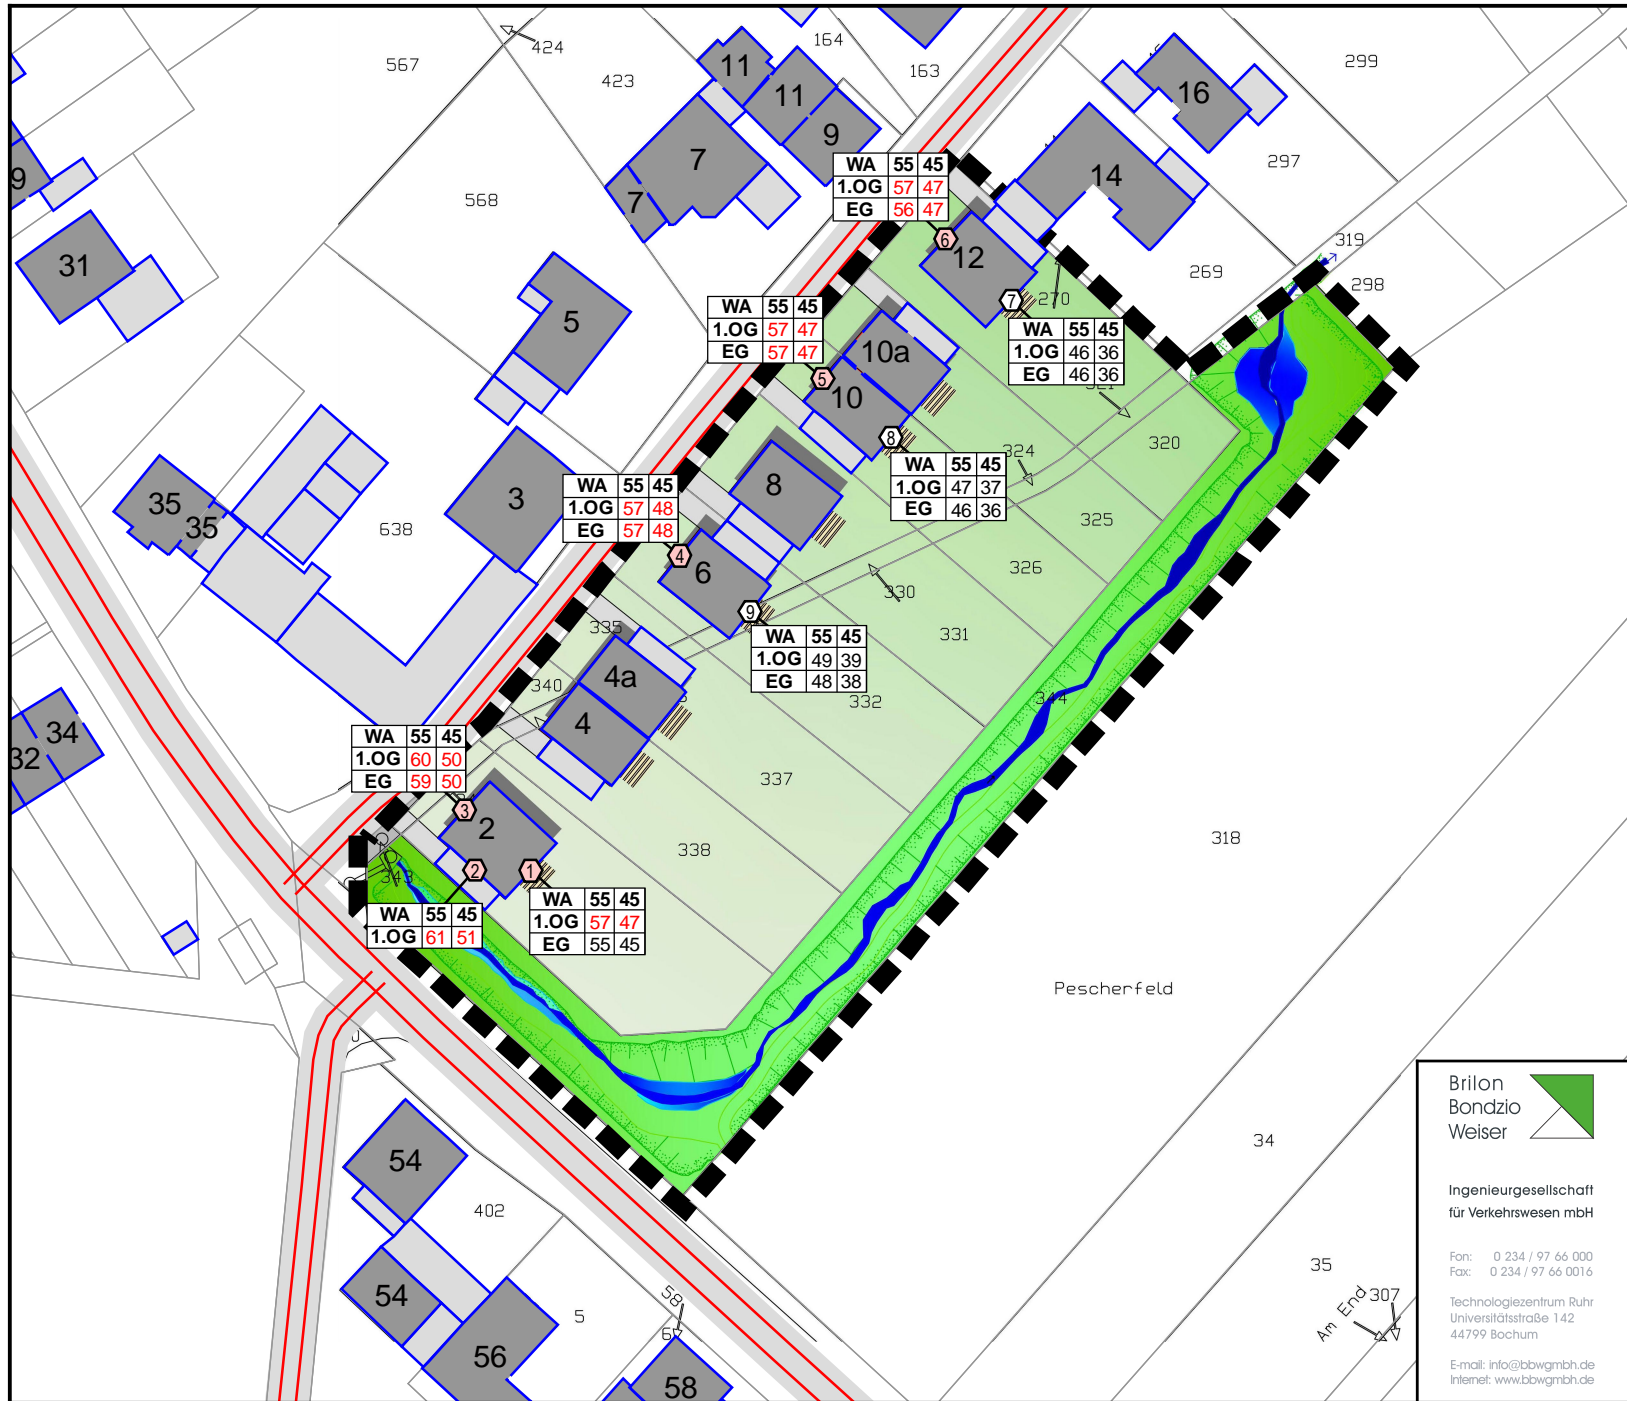 567
424
423
164
163
299
11
11
9
16
7
7
14
297
9
568
WA 55 45
1.OG 57 47
EG 56 47
6
12
31
269
319
298
7
270
5
WA 55 45
1.OG 57 47
EG 57 47
WA 55 45
1.OG 46 36
EG 46 36
10a
5
10
321
8
324
320
WA 55 45
1.OG 47 37
EG 46 36
3
8
WA 55 45
1.OG 57 48
EG 57 48
35
35
638
325
4
6
326
330
9
335
331
WA 55 45
1.OG 49 39
EG 48 38
4a
340
332
344
4
34
32
WA 55 45
1.OG 60 50
EG 59 50
337
3
2
338
318
343
2
1
WA 55 45
1.OG 61 51
WA 55 45
1.OG 57 47
EG 55 45
Pescherfeld
54
402
34
54
5
58
6
56
58
35
307
Am End
Brilon
Bondzio
Weiser
Ingenieurgesellschaft
für Verkehrswesen mbH
Fon: 0 234 / 97 66 000
Fax: 0 234 / 97 66 0016
Technologiezentrum Ruhr
Universitätsstraße 142
44799 Bochum
E-mail: info@bbwgmbh.de
Internet: www.bbwgmbh.de